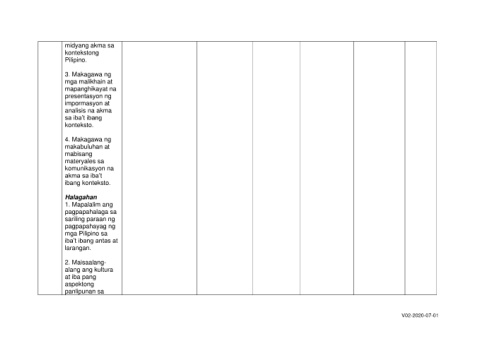 midyang akma sa
kontekstong
Pilipino.
3. Makagawa ng
mga malikhain at
mapanghikayat na
presentasyon ng
impormasyon at
analisis na akma
sa iba't ibang
konteksto.
4. Makagawa ng
makabuluhan at
mabisang
materyales sa
komunikasyon na
akma sa iba't
ibang konteksto.
Halagahan
1. Mapalalim ang
pagpapahalaga sa
sariling paraan ng
pagpapahayag ng
mga Pilipino sa
iba't ibang antas at
larangan.
2. Maisaalang-
alang ang kultura
at iba pang
aspektong
panlipunan sa
V02-2020-07-01